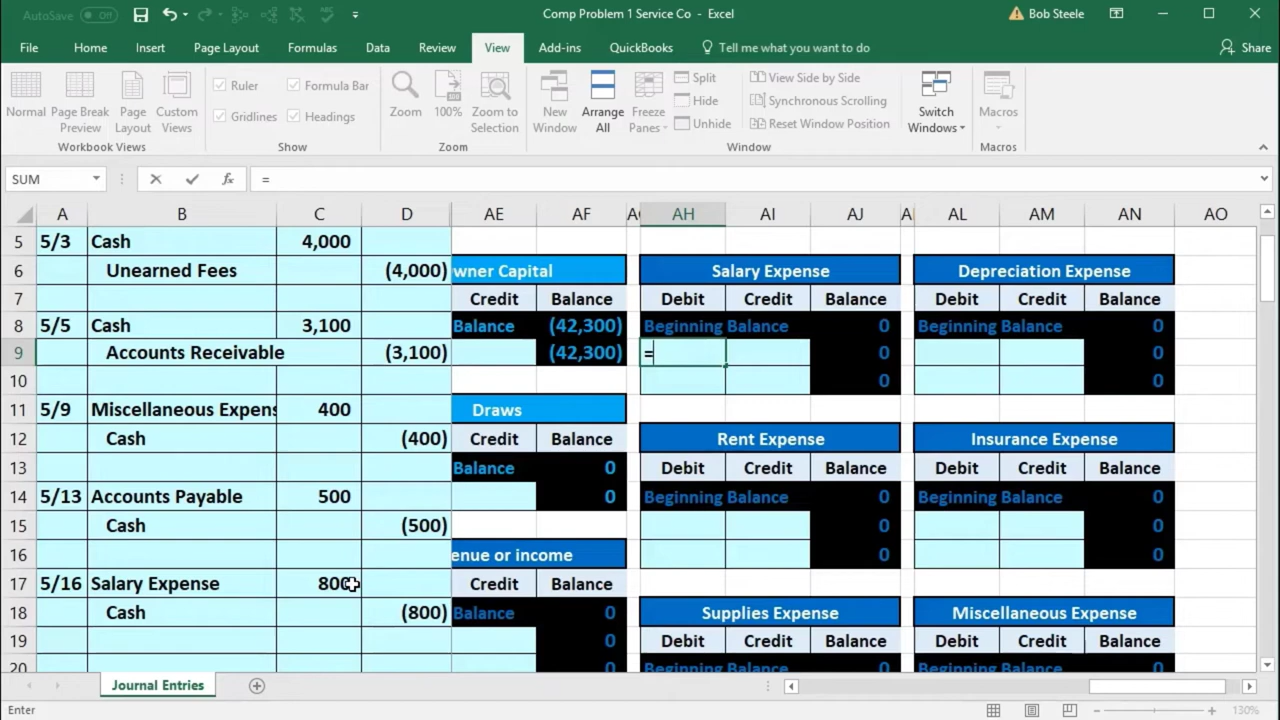 AutoSave Off
Comp Problem 1 Service Co - Excel
Bob Steele
File Home Insert Page Layout Formulas Data Review View Add-ins QuickBooks Tell me what you want to do Share
Normal Page Break Preview Page Layout Custom Views
Ruler Formula Bar
Gridlines Headings
Zoom 100% Zoom to Selection
New Window Arrange All Freeze Panes
Split
Hide
Unhide
View Side by Side
Synchronous Scrolling
Reset Window Position
Switch Windows
Macros
Workbook Views Show Zoom Window Macros
SUM fx =
A B C D AE AF AH AI AJ AL AM AN AO
5 5/3 Cash 4,000
6 Unearned Fees (4,000) wner Capital Salary Expense Depreciation Expense
7 Credit Balance Debit Credit Balance Debit Credit Balance
8 5/5 Cash 3,100 Balance (42,300) Beginning Balance 0 Beginning Balance 0
9 Accounts Receivable (3,100) (42,300) = 0 0
10 0 0
11 5/9 Miscellaneous Expens 400 Draws
12 Cash (400) Credit Balance Rent Expense Insurance Expense
13 Balance 0 Debit Credit Balance Debit Credit Balance
14 5/13 Accounts Payable 500 0 Beginning Balance 0 Beginning Balance 0
15 Cash (500) 0 0
16 enue or income 0 0
17 5/16 Salary Expense 800 Credit Balance
18 Cash (800) Balance 0 Supplies Expense Miscellaneous Expense
19 0 Debit Credit Balance Debit Credit Balance
20 0 Beginning Balance 0 Beginning Balance 0
Journal Entries
Enter 130%